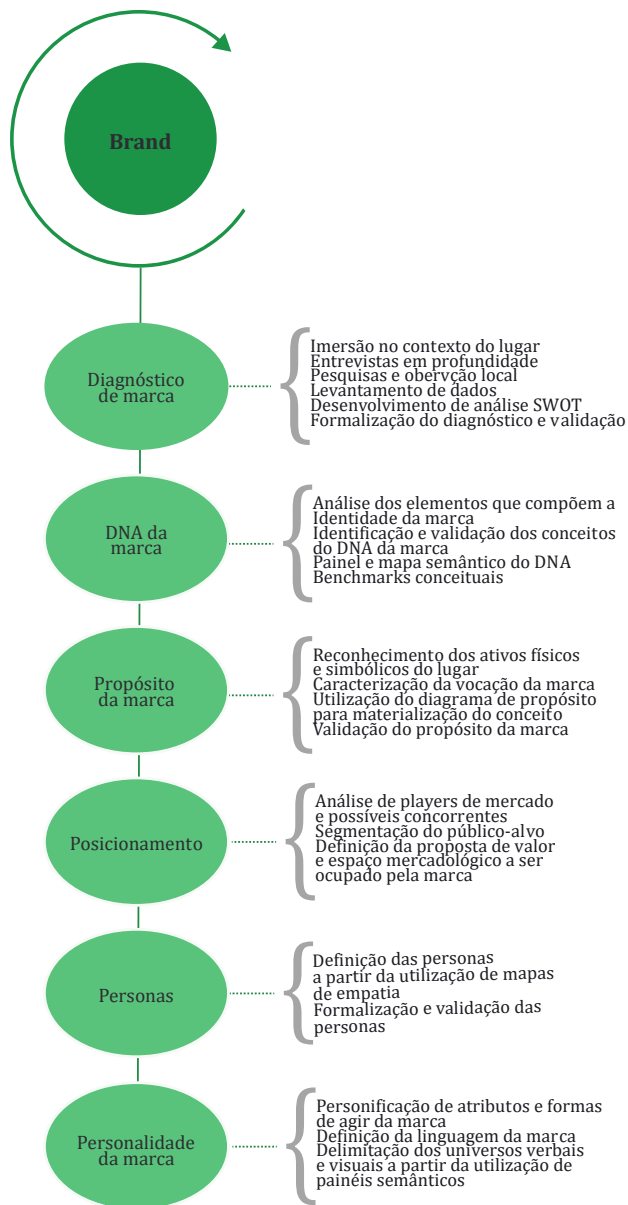 Brand
Diagnóstico
de marca
Imersão no contexto do lugar
Entrevistas em profundidade
Pesquisas e obervção local
Levantamento de dados
Desenvolvimento de análise SWOT
Formalização do diagnóstico e validação
DNA da
marca
Análise dos elementos que compõem a
Identidade da marca
Identificação e validação dos conceitos
do DNA da marca
Painel e mapa semântico do DNA
Benchmarks conceituais
Propósito
da marca
Reconhecimento dos ativos físicos
e simbólicos do lugar
Caracterização da vocação da marca
Utilização do diagrama de propósito
para materialização do conceito
Validação do propósito da marca
Posicionamento
Análise de players de mercado
e possíveis concorrentes
Segmentação do público-alvo
Definição da proposta de valor
e espaço mercadológico a ser
ocupado pela marca
Personas
Definição das personas
a partir da utilização de mapas
de empatia
Formalização e validação das
personas
Personalidade
da marca
Personificação de atributos e formas
de agir da marca
Definição da linguagem da marca
Delimitação dos universos verbais
e visuais a partir da utilização de
painéis semânticos